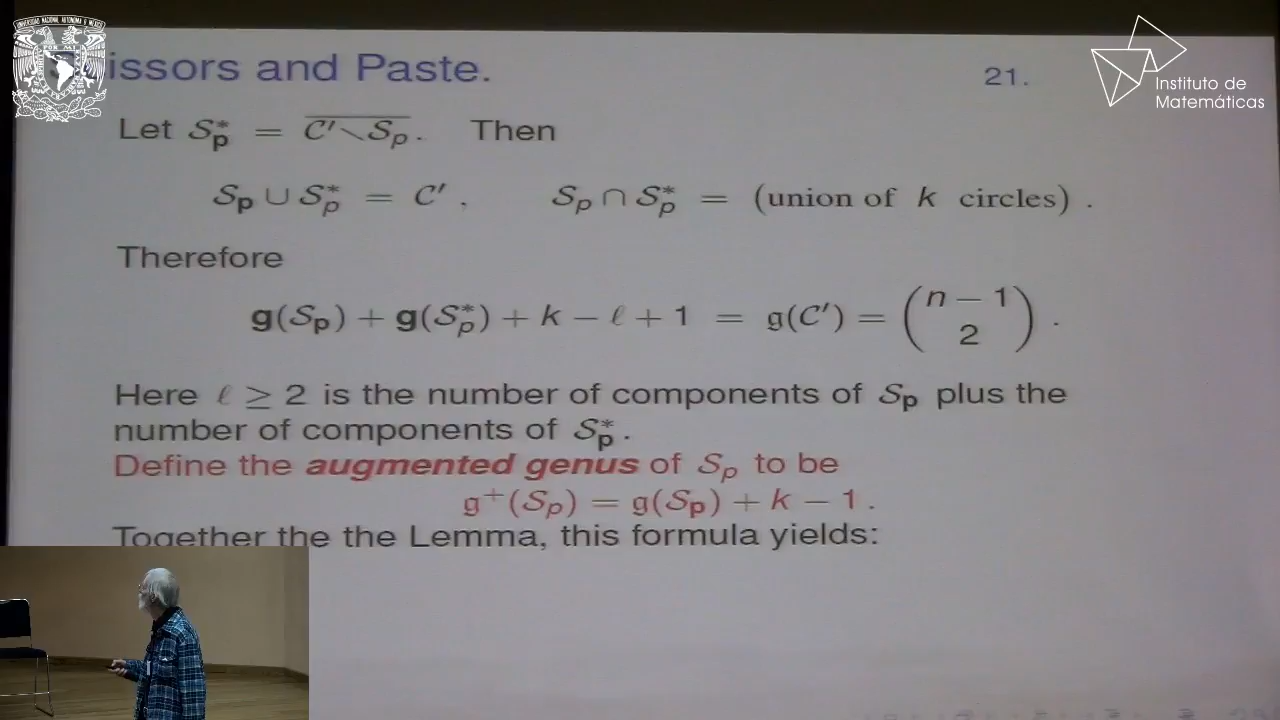 issors and Paste.
21.
Instituto de
Matemáticas
Let 𝒮*ₚ = \overline{𝒞′∖𝒮ₚ}. Then
𝒮ₚ ∪ 𝒮*ₚ = 𝒞′ , 𝒮ₚ ∩ 𝒮*ₚ = (union of k circles) .
Therefore
g(𝒮ₚ) + g(𝒮*ₚ) + k − ℓ + 1 = g(𝒞′) = \binom{n − 1}{2} .
Here ℓ ≥ 2 is the number of components of 𝒮ₚ plus the
number of components of 𝒮*ₚ.
Define the augmented genus of 𝒮ₚ to be
g⁺(𝒮ₚ) = g(𝒮ₚ) + k − 1 .
Together the the Lemma, this formula yields: